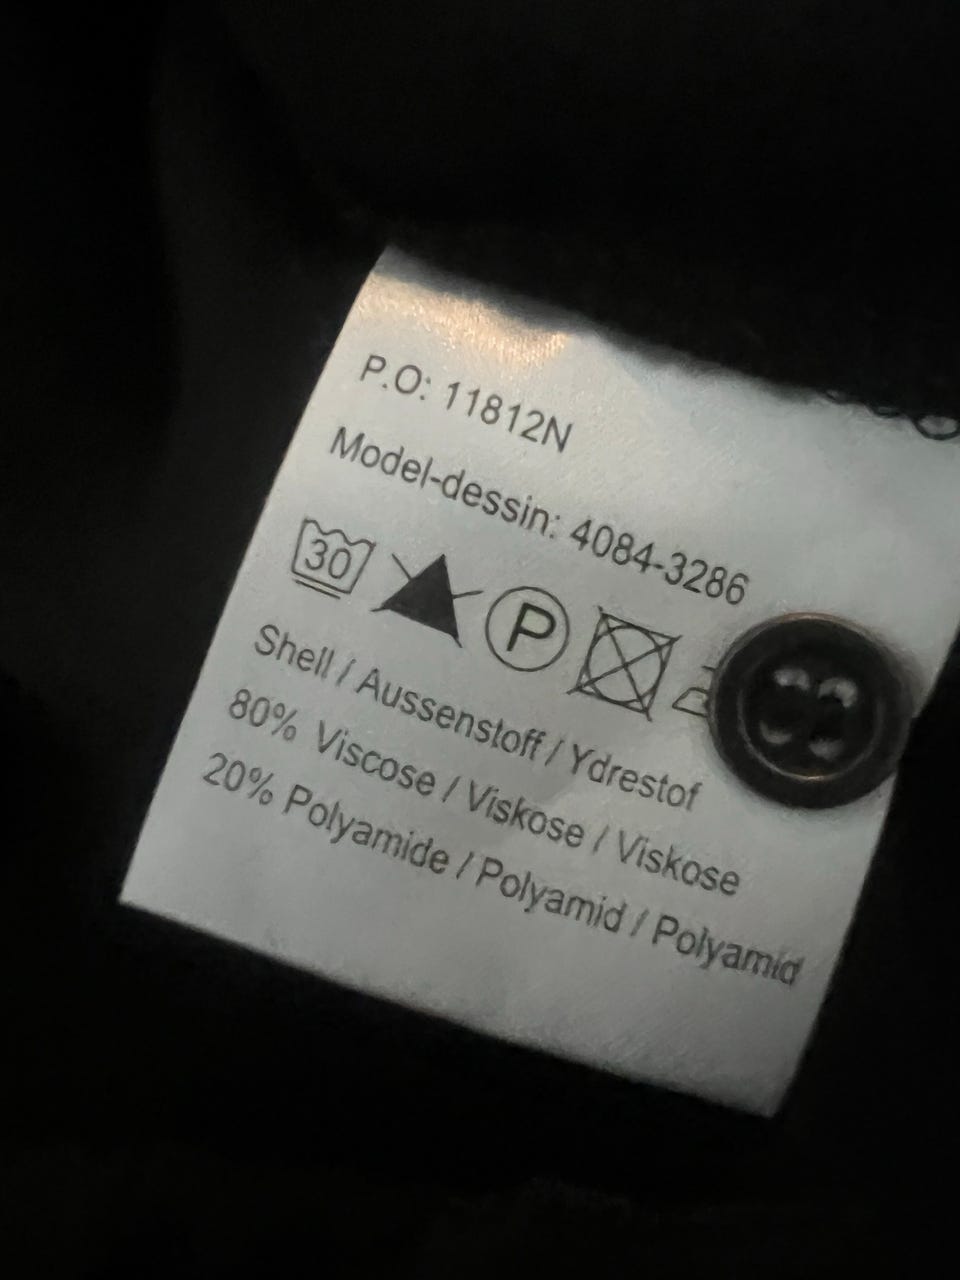 P.O: 11812N
Model-dessin: 4084-3286
30 P
Shell / Aussenstoff / Ydrestof
80% Viscose / Viskose / Viskose
20% Polyamide / Polyamid / Polyamid